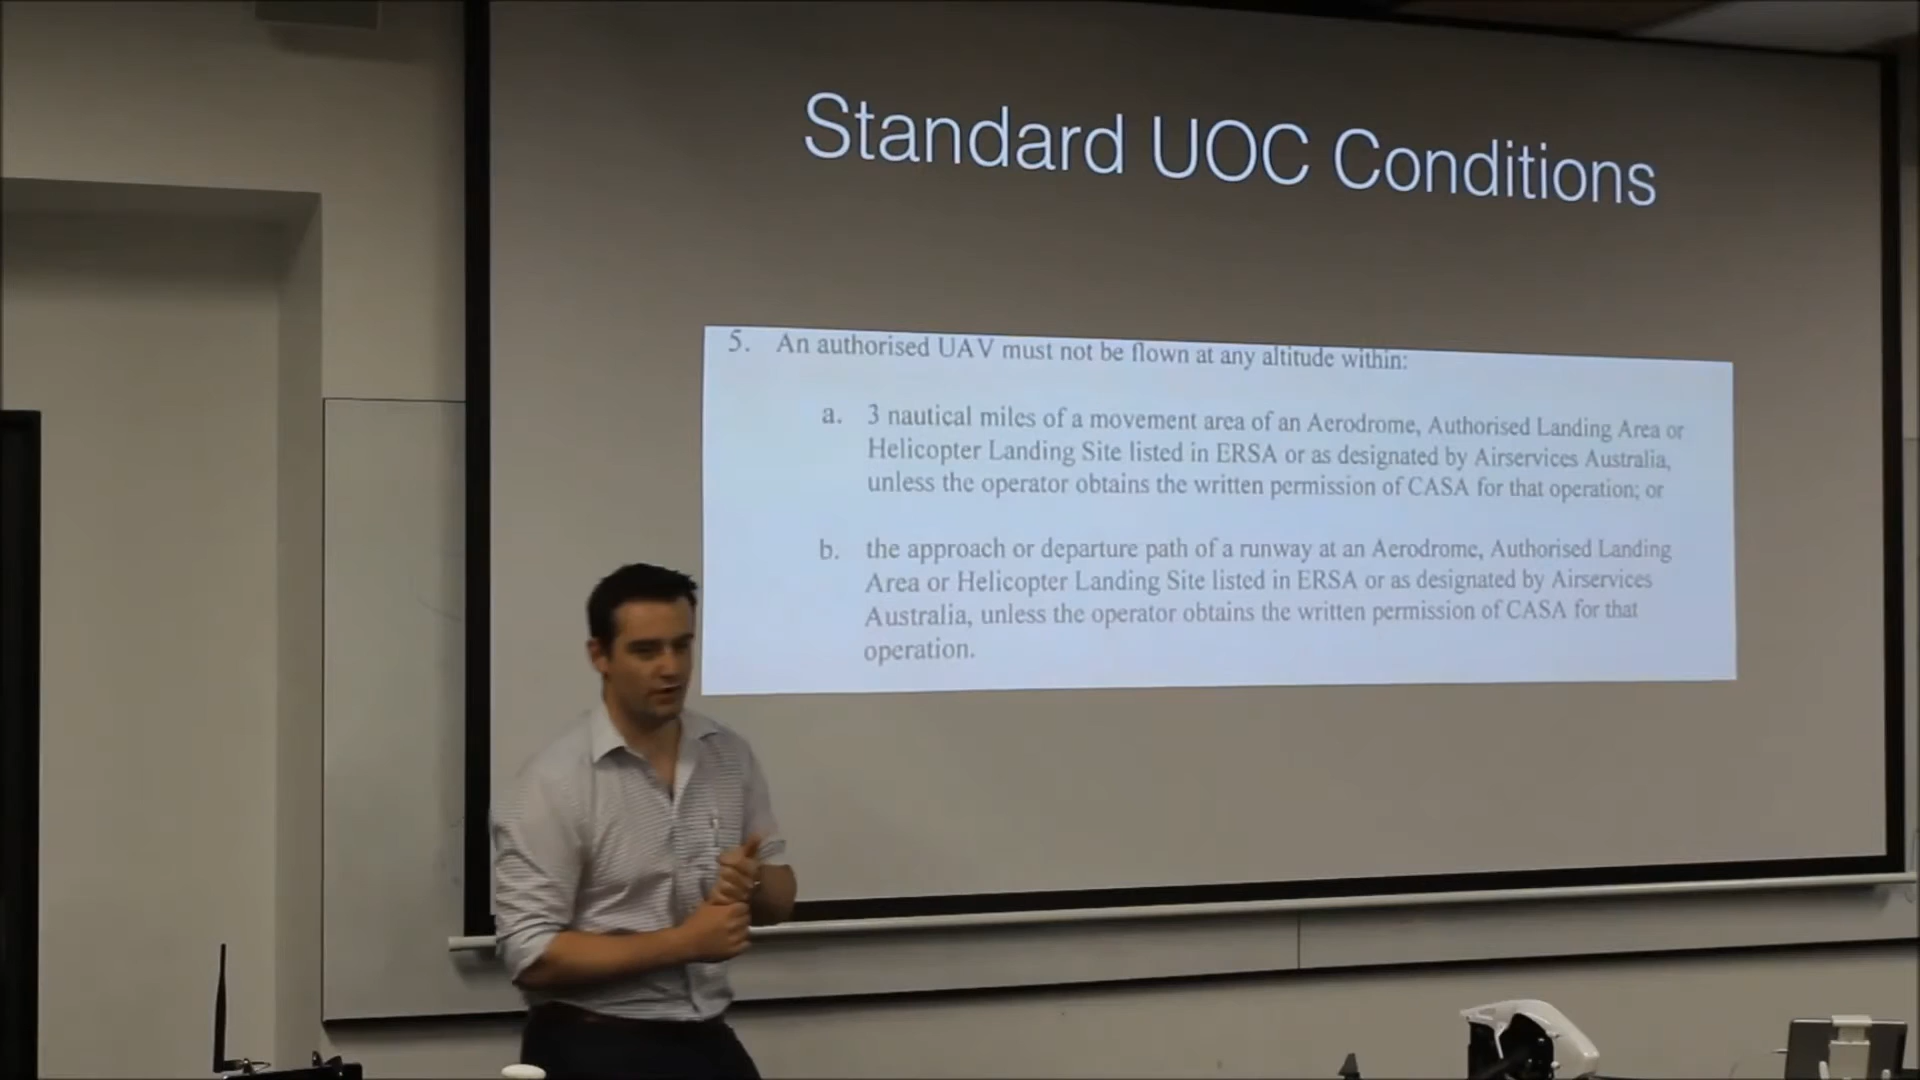 Standard UOC Conditions
5. An authorised UAV must not be flown at any altitude within:
a. 3 nautical miles of a movement area of an Aerodrome, Authorised Landing Area or
Helicopter Landing Site listed in ERSA or as designated by Airservices Australia,
unless the operator obtains the written permission of CASA for that operation; or
b. the approach or departure path of a runway at an Aerodrome, Authorised Landing
Area or Helicopter Landing Site listed in ERSA or as designated by Airservices
Australia, unless the operator obtains the written permission of CASA for that
operation.